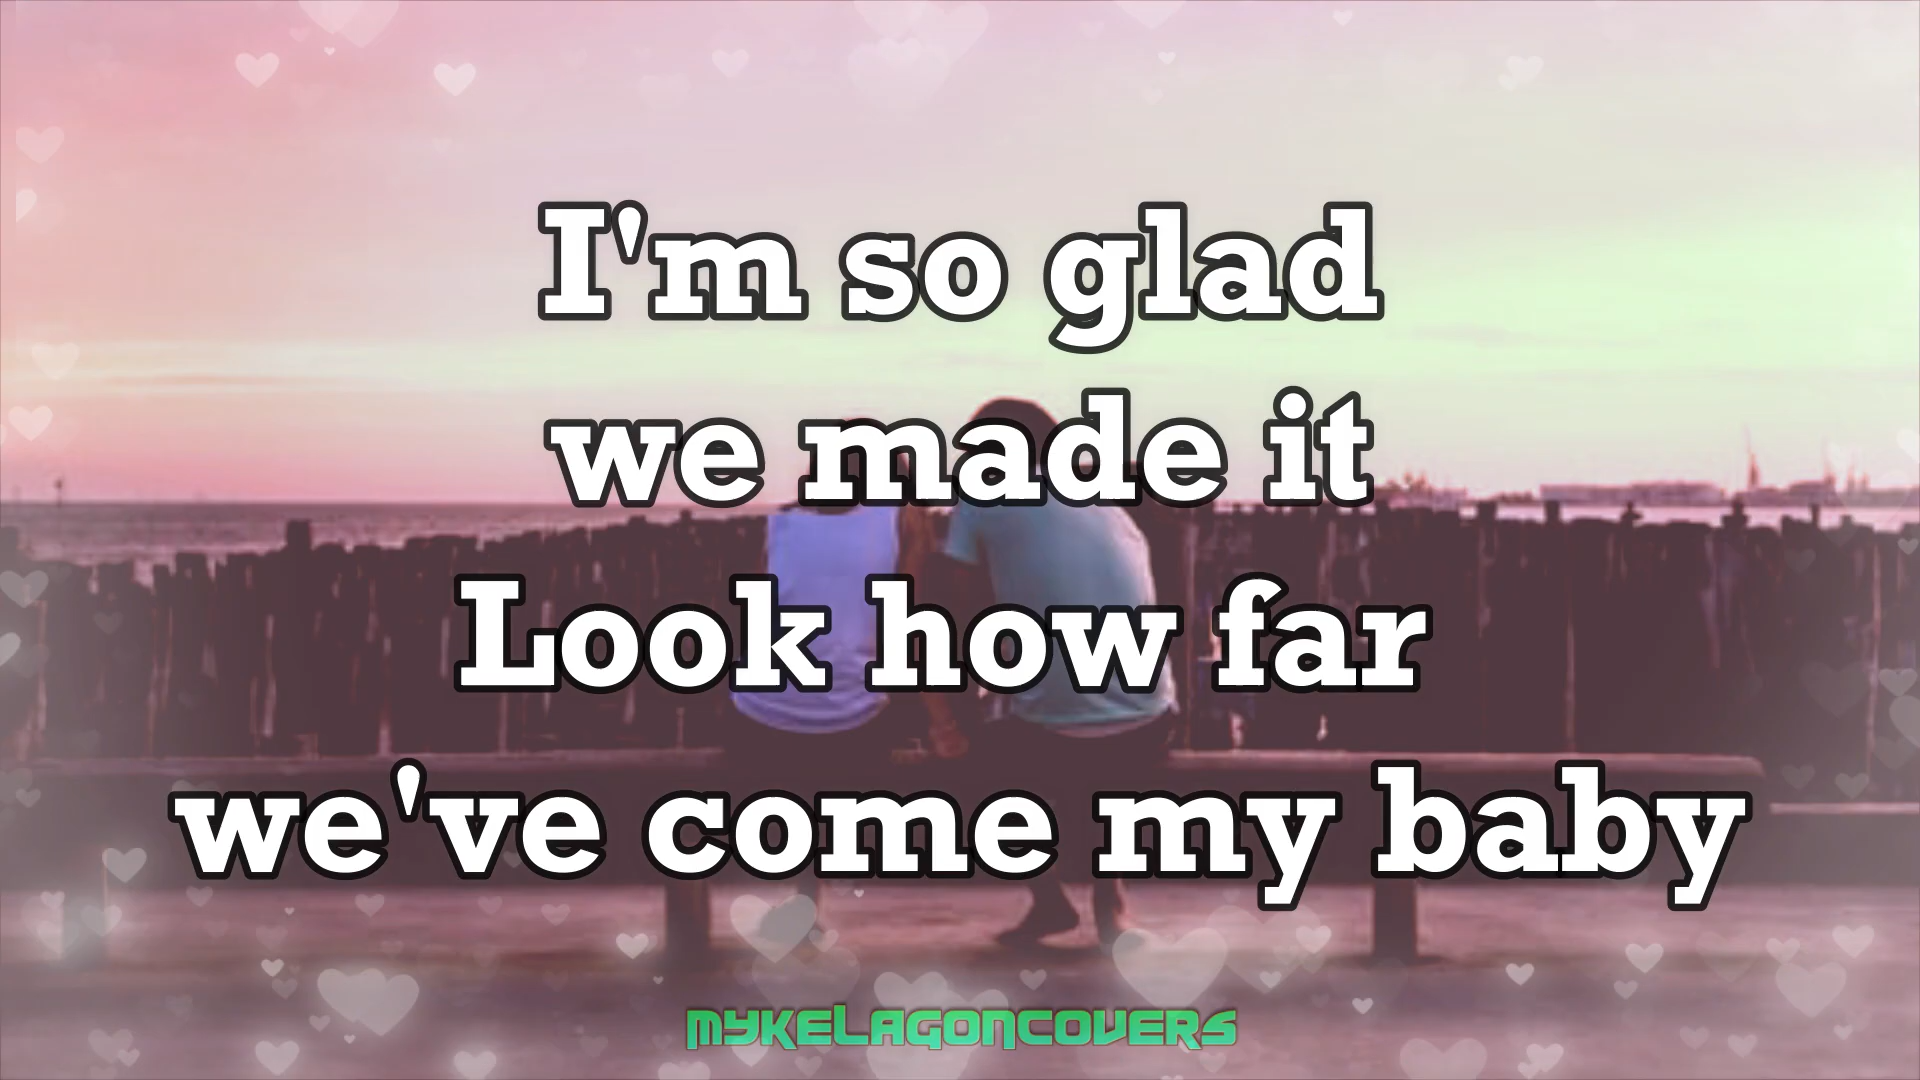 I'm so glad
we made it
Look how far
we've come my baby
MYKELAGONCOVERS